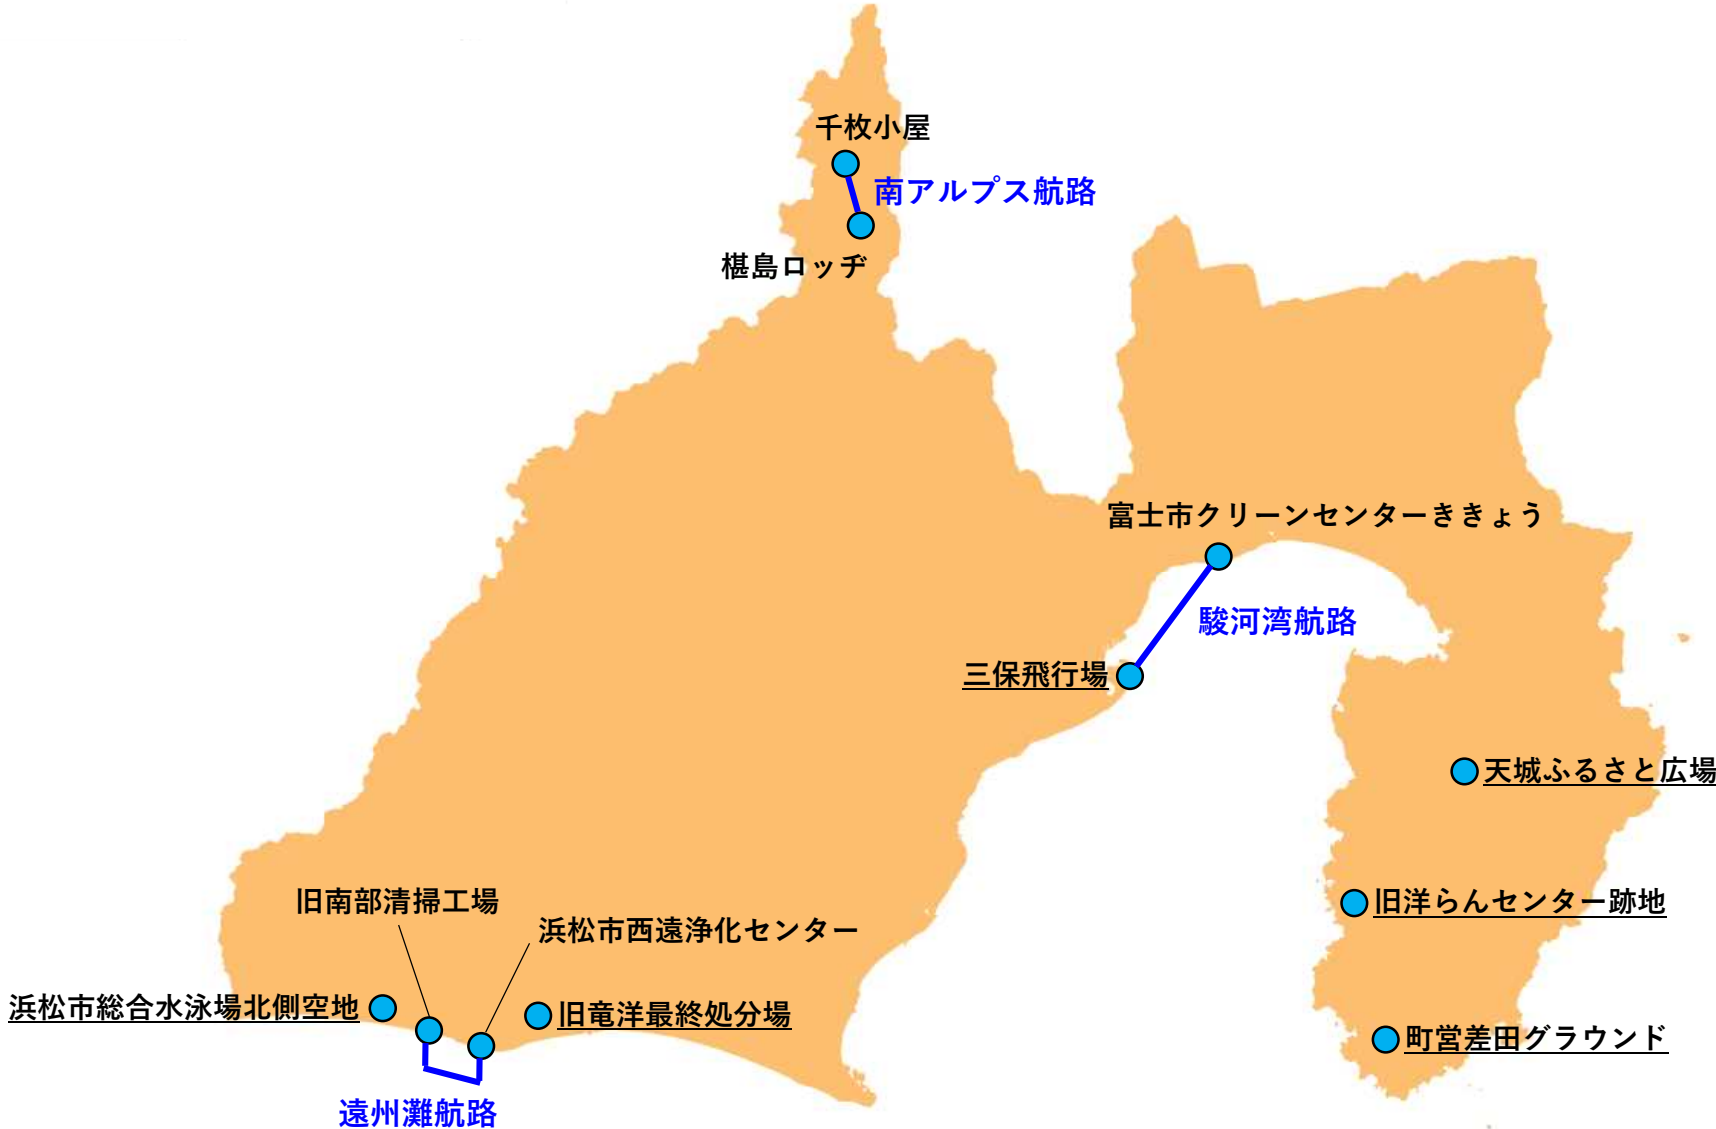 千枚小屋
南アルプス航路
椹島ロッヂ
富士市クリーンセンターききょう
駿河湾航路
三保飛行場
天城ふるさと広場
旧南部清掃工場
旧洋らんセンター跡地
浜松市西遠浄化センター
浜松市総合水泳場北側空地
旧竜洋最終処分場
町営差田グラウンド
遠州灘航路